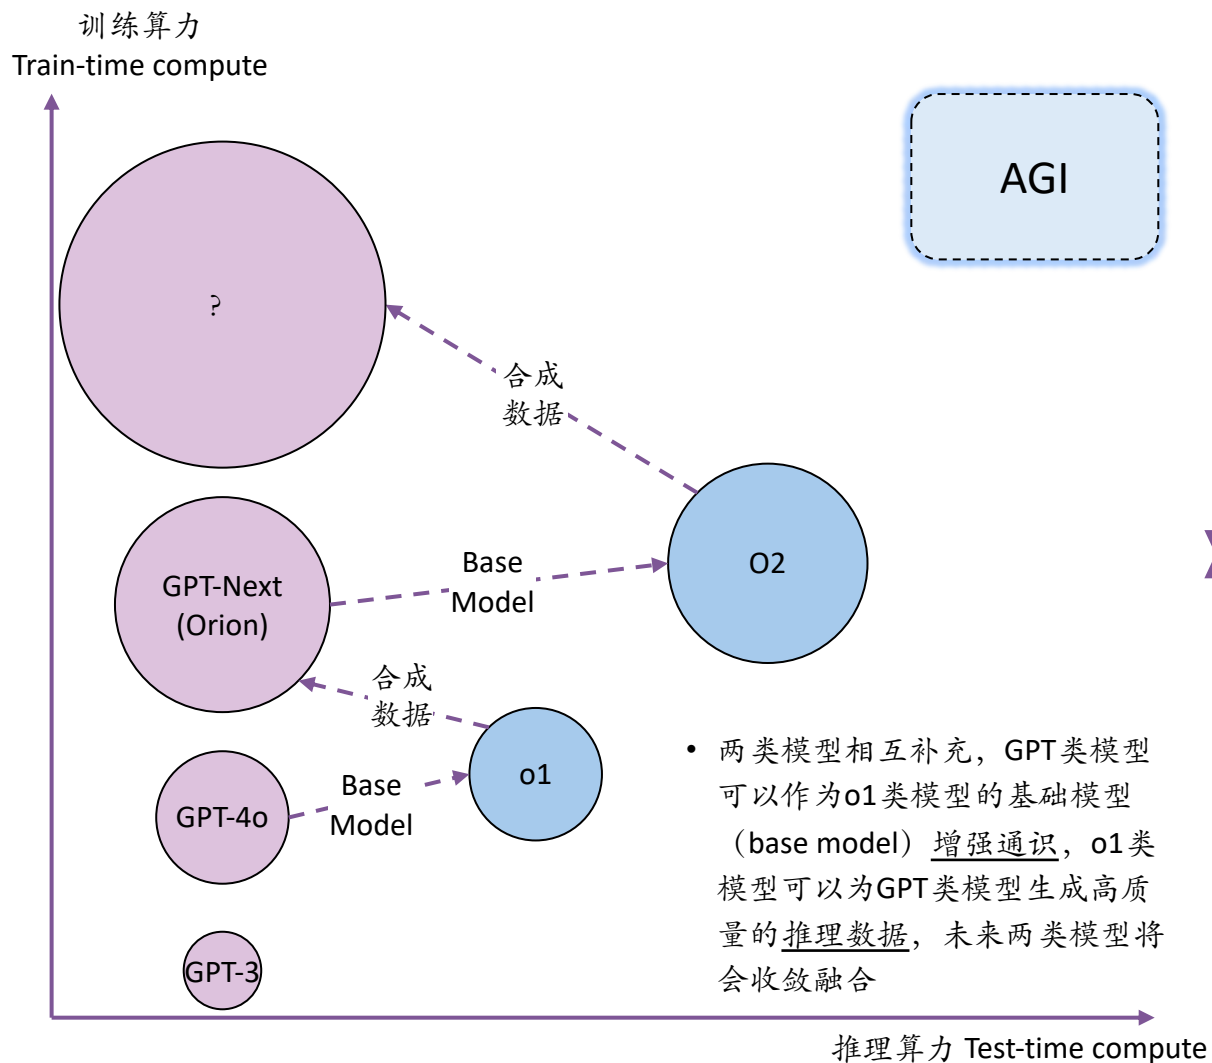 训练算力
Train-time compute
AGI
?
合成
数据
O2
Base
Model
GPT-Next
(Orion)
合成
数据
o1
Base
Model
GPT-4o
• 两类模型相互补充，GPT类模型
可以作为o1类模型的基础模型
（base model）增强通识，o1类
模型可以为GPT类模型生成高质
量的推理数据，未来两类模型将
会收敛融合
GPT-3
推理算力 Test-time compute